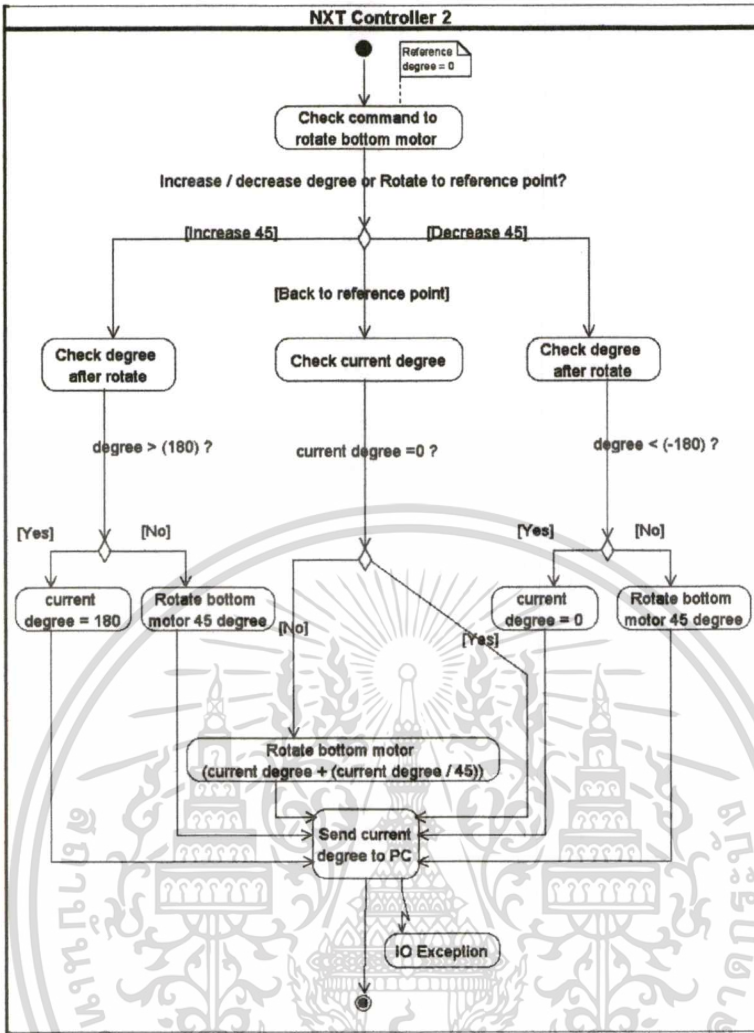 NXT Controller 2
Reference
degree = 0
Check command to
rotate bottom motor
Increase / decrease degree or Rotate to reference point?
[Increase 45]
[Decrease 45]
[Back to reference point]
Check degree
after rotate
Check current degree
Check degree
after rotate
degree > (180) ?
current degree =0 ?
degree < (-180) ?
[Yes]
[No]
[Yes]
[No]
current
degree = 180
Rotate bottom
motor 45 degree
[No]
[Yes]
current
degree = 0
Rotate bottom
motor 45 degree
Rotate bottom motor
(current degree + (current degree / 45))
Send current
degree to PC
IO Exception